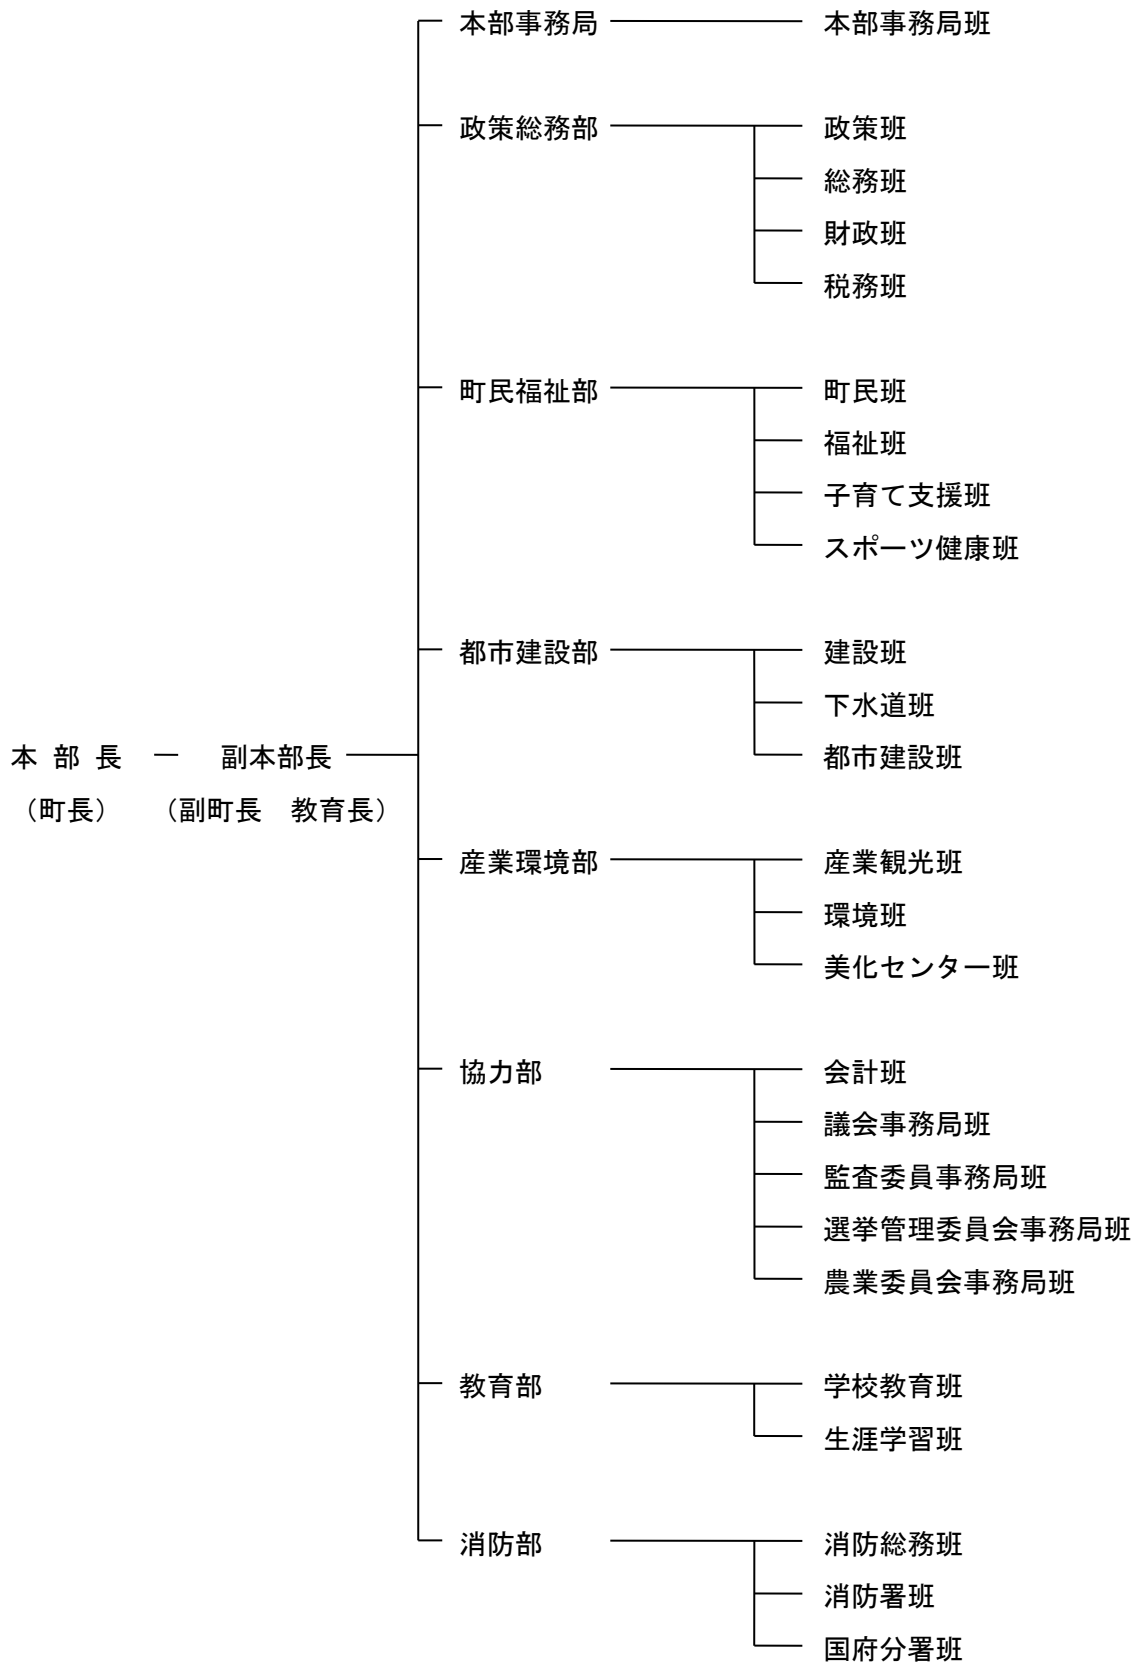 本部事務局 本部事務局班
政策総務部 政策班
総務班
財政班
税務班
町民福祉部 町民班
福祉班
子育て支援班
スポーツ健康班
都市建設部 建設班
下水道班
本 部 長 副本部長 都市建設班
（町長） （副町長 教育長）
産業環境部 産業観光班
環境班
美化センター班
協力部 会計班
議会事務局班
監査委員事務局班
選挙管理委員会事務局班
農業委員会事務局班
教育部 学校教育班
生涯学習班
消防部 消防総務班
消防署班
国府分署班